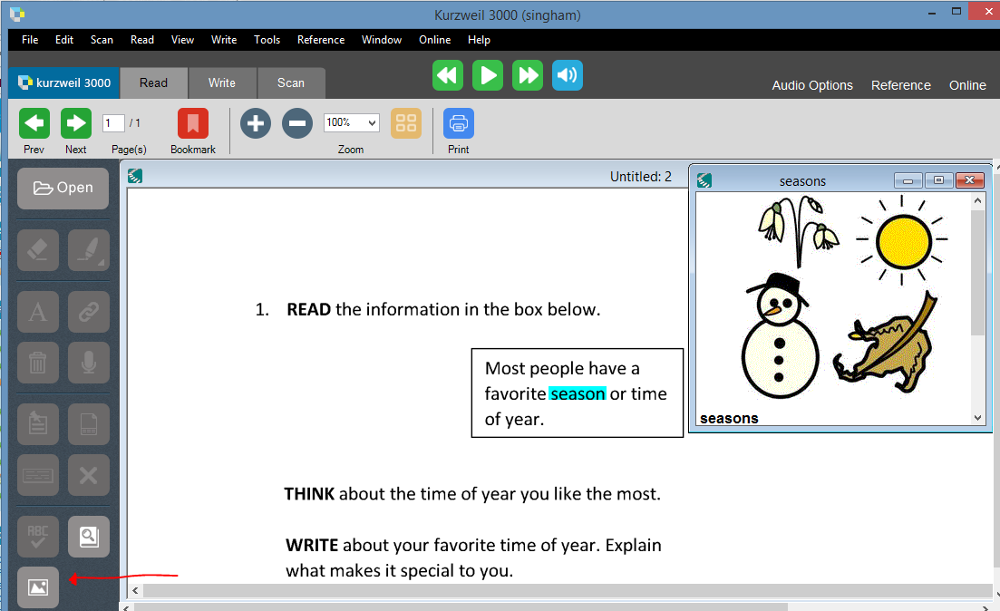 Kurzweil 3000 (singham)
File Edit Scan Read View Write Tools Reference Window Online Help
kurzweil 3000 Read Write Scan
Audio Options Reference Online
1 / 1
100%
Prev Next Page(s) Bookmark Zoom Print
Open
Untitled: 2
seasons
1. READ the information in the box below.
Most people have a
favorite season or time
of year.
seasons
THINK about the time of year you like the most.
ABC
WRITE about your favorite time of year. Explain
what makes it special to you.
A